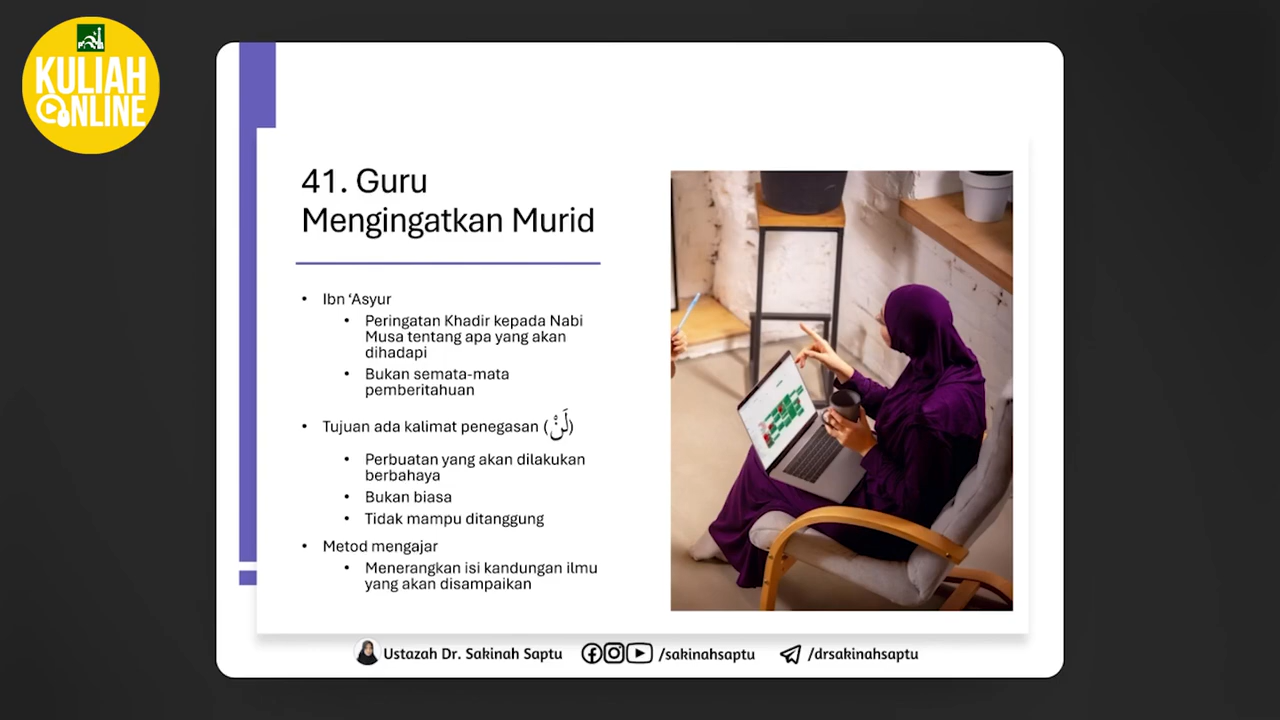 KULIAH
ONLINE
41. Guru
Mengingatkan Murid
• Ibn ‘Asyur
• Peringatan Khadir kepada Nabi
Musa tentang apa yang akan
dihadapi
• Bukan semata-mata
pemberitahuan
• Tujuan ada kalimat penegasan (لَنْ)
• Perbuatan yang akan dilakukan
berbahaya
• Bukan biasa
• Tidak mampu ditanggung
• Metod mengajar
• Menerangkan isi kandungan ilmu
yang akan disampaikan
Ustazah Dr. Sakinah Saptu /sakinahsaptu /drsakinahsaptu